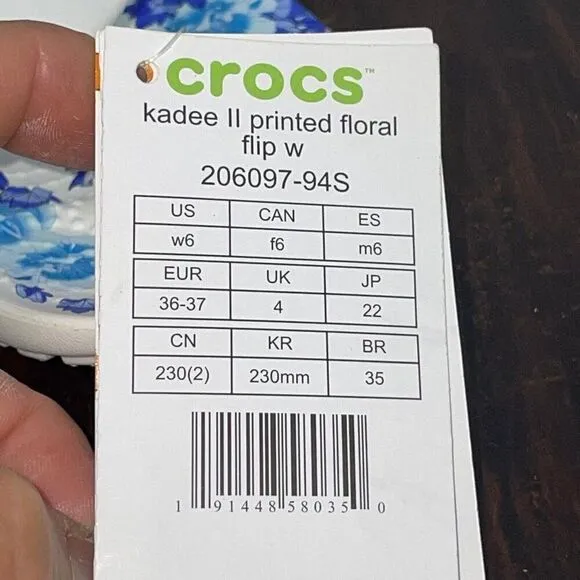 crocs™
kadee II printed floral
flip w
206097-94S
US CAN ES
w6 f6 m6
EUR UK JP
36-37 4 22
CN KR BR
230(2) 230mm 35
1 91448 58035 0